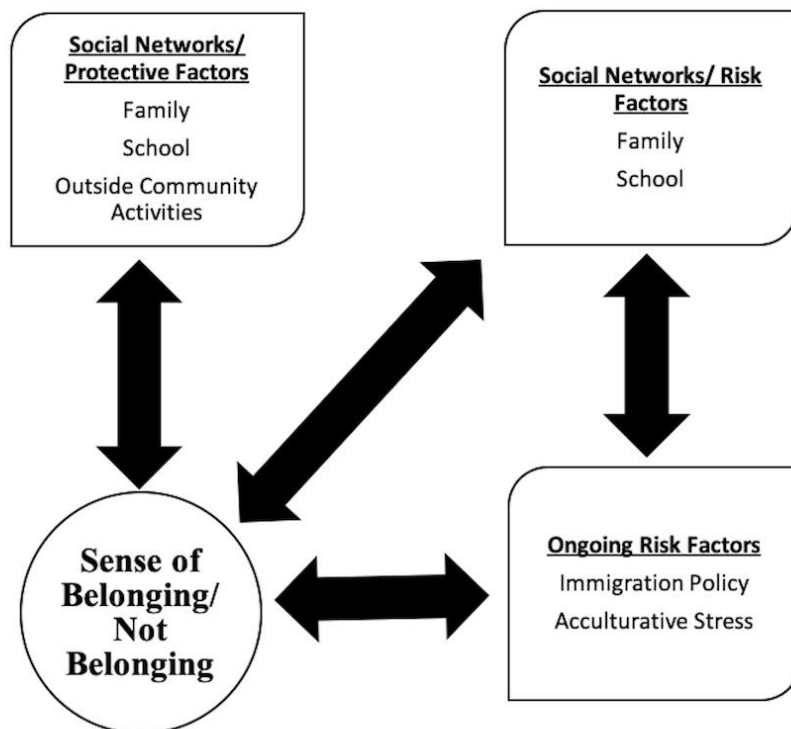 Social Networks/
Protective Factors
Family
School
Outside Community
Activities
Social Networks/ Risk
Factors
Family
School
Sense of
Belonging/
Not
Belonging
Ongoing Risk Factors
Immigration Policy
Acculturative Stress